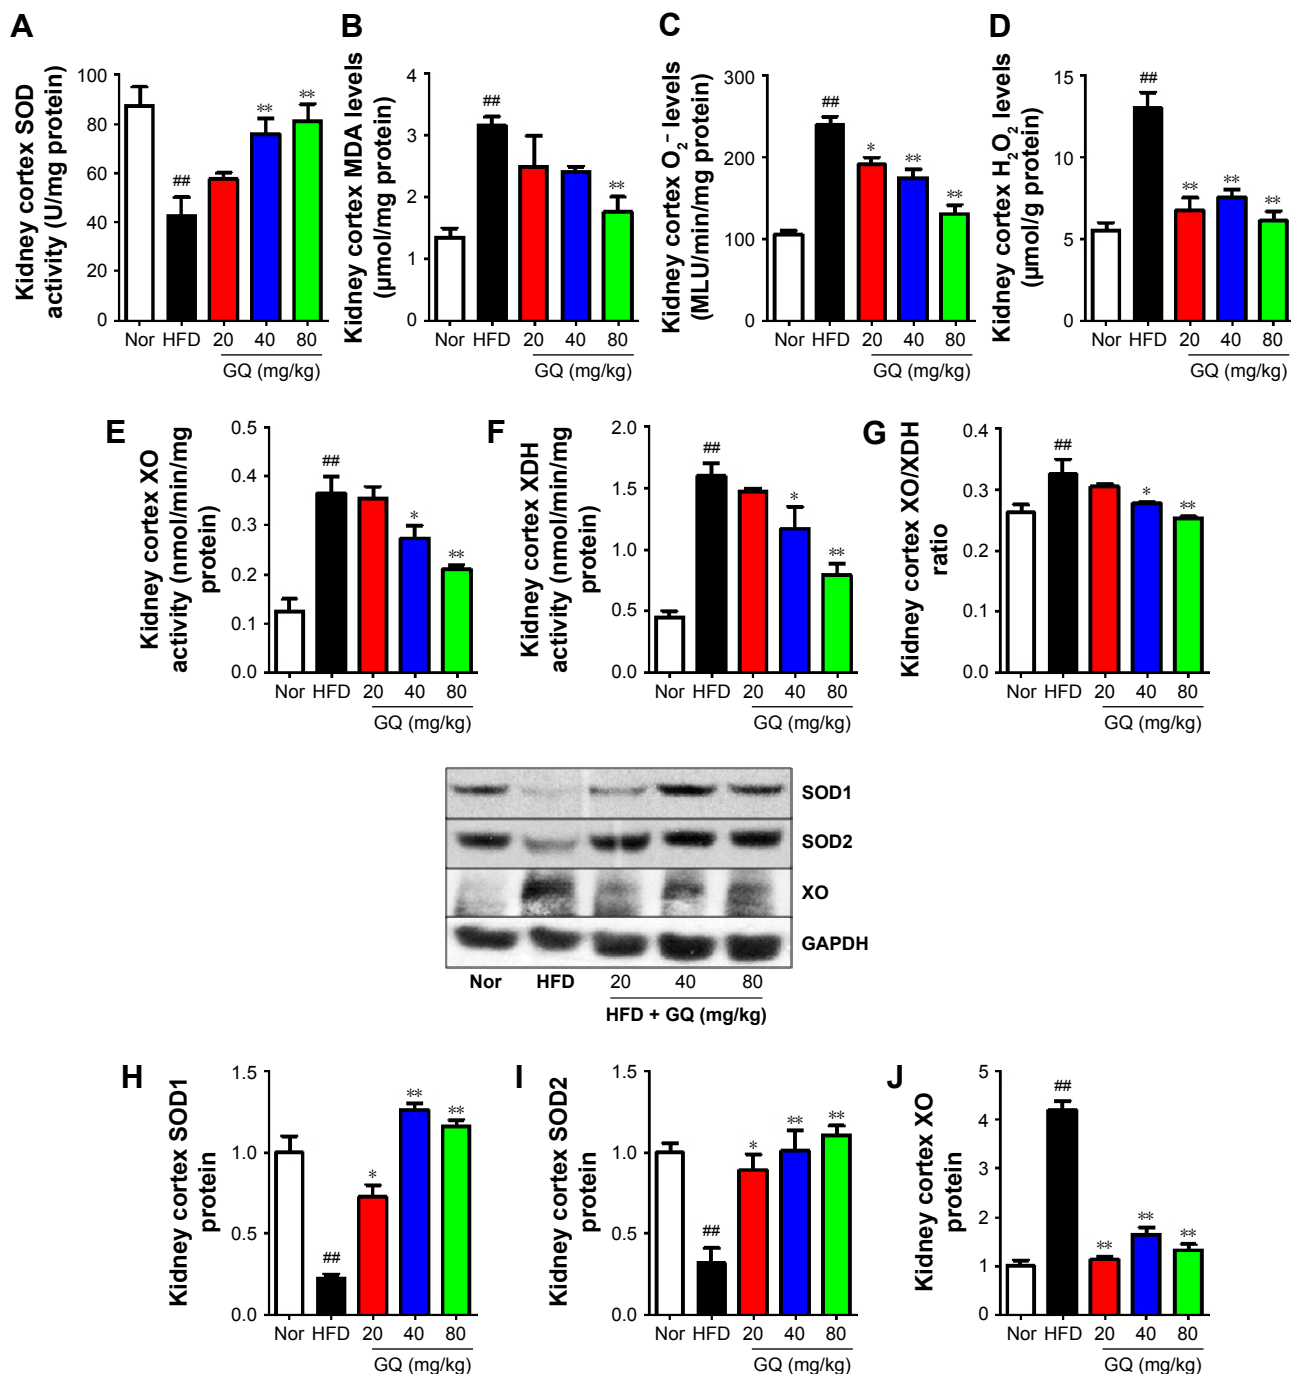 A
Kidney cortex SOD
activity (U/mg protein)
100
80
60
40
20
0
##
**
**
Nor HFD 20 40 80
GQ (mg/kg)
B
Kidney cortex MDA levels
(µmol/mg protein)
4
3
2
1
0
##
**
Nor HFD 20 40 80
GQ (mg/kg)
C
Kidney cortex O2− levels
(MLU/min/mg protein)
300
200
100
0
##
*
**
**
Nor HFD 20 40 80
GQ (mg/kg)
D
Kidney cortex H2O2
(µmol/g protein)
15
10
5
0
##
**
**
**
Nor HFD 20 40 80
GQ (mg/kg)
E
Kidney cortex XO
activity (nmol/min/mg
protein)
0.5
0.4
0.3
0.2
0.1
0.0
##
*
**
Nor HFD 20 40 80
GQ (mg/kg)
F
Kidney cortex XDH
activity (nmol/min/mg
protein)
2.0
1.5
1.0
0.5
0.0
##
*
**
Nor HFD 20 40 80
GQ (mg/kg)
G
Kidney cortex XO/XDH
ratio
0.4
0.3
0.2
0.1
0.0
##
*
**
Nor HFD 20 40 80
GQ (mg/kg)
SOD1
SOD2
XO
GAPDH
Nor HFD 20 40 80
HFD + GQ (mg/kg)
H
Kidney cortex SOD1
protein
1.5
1.0
0.5
0.0
##
*
**
**
Nor HFD 20 40 80
GQ (mg/kg)
I
Kidney cortex SOD2
protein
1.5
1.0
0.5
0.0
##
*
**
**
Nor HFD 20 40 80
GQ (mg/kg)
J
Kidney cortex XO
protein
5
4
3
2
1
0
##
**
**
**
Nor HFD 20 40 80
GQ (mg/kg)